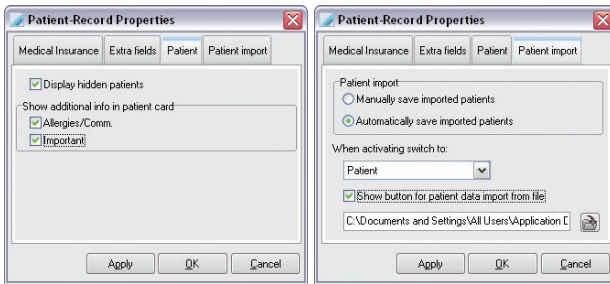 Patient-Record Properties
Medical Insurance Extra fields Patient Patient import
Display hidden patients
Show additional info in patient card
Allergies/Comm.
Important
Apply OK Cancel
Patient-Record Properties
Medical Insurance Extra fields Patient Patient import
Patient import
Manually save imported patients
Automatically save imported patients
When activating switch to:
Patient
Show button for patient data import from file
C:\Documents and Settings\All Users\Application D
Apply OK Cancel